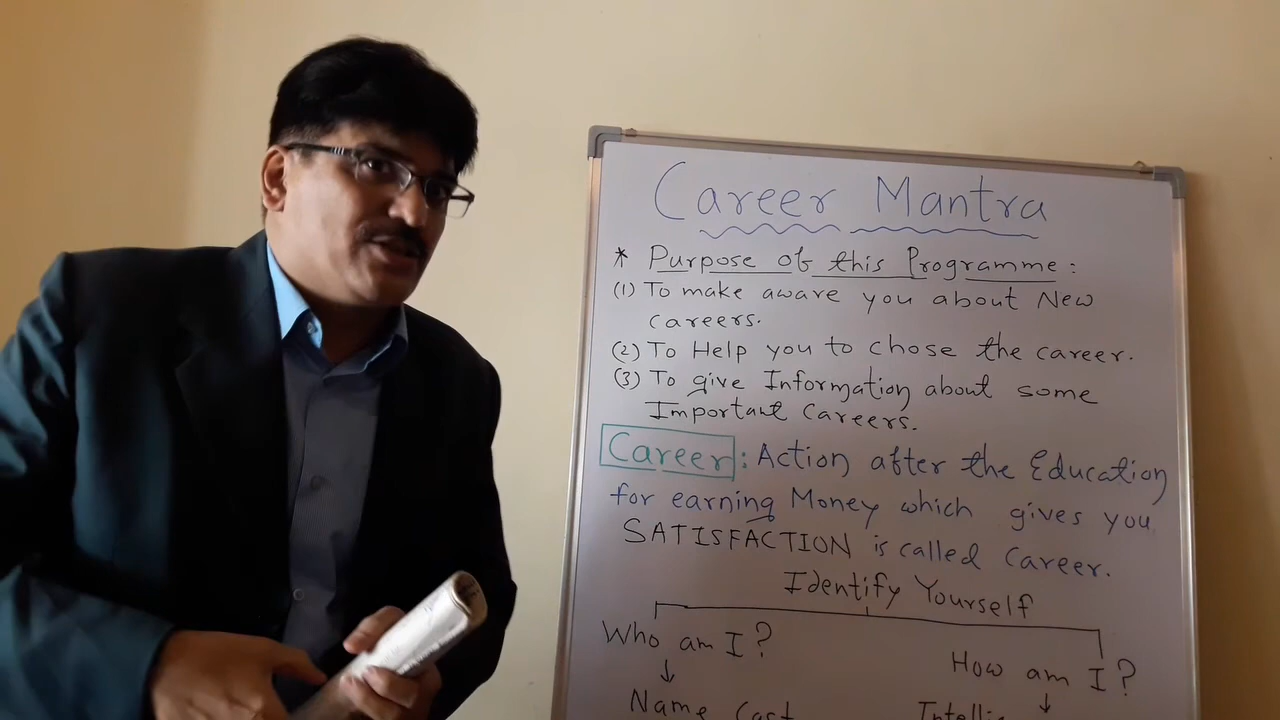 Career Mantra
* Purpose of this Programme :
(1) To make aware you about New
careers.
(2) To Help you to chose the career.
(3) To give Information about some
Important Careers.
Career : Action after the Education
for earning Money which gives you
SATISFACTION is called Career.
Identify Yourself
Who am I ? How am I ?
↓ ↓
Name Cast